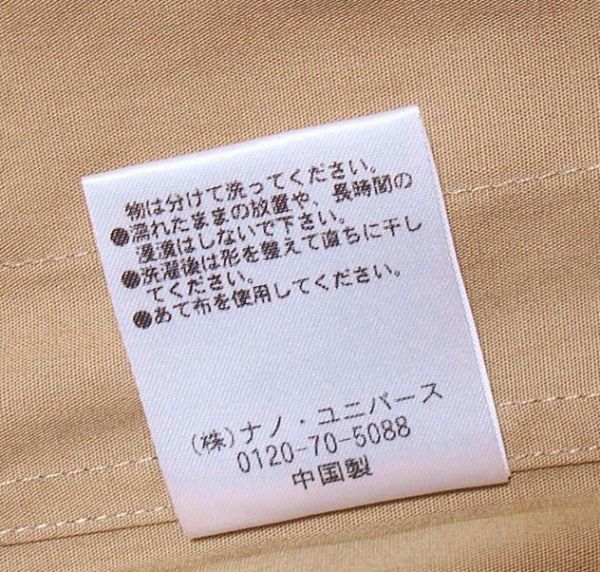 物は分けて洗ってください。
●濡れたままの放置や、長時間の
浸漬はしないで下さい。
●洗濯後は形を整えて直ちに干し
てください。
●あて布を使用してください。
(株)ナノ・ユニバース
0120-70-5088
中国製